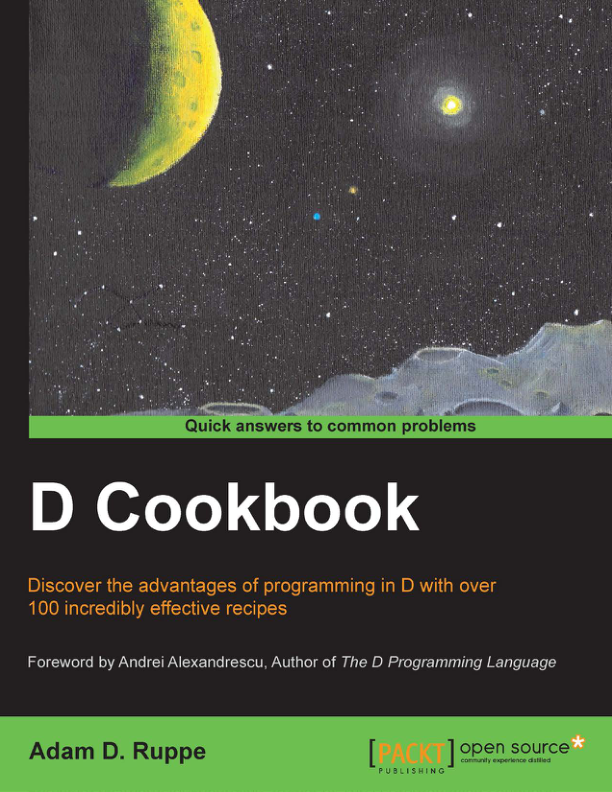 Quick answers to common problems
D Cookbook
Discover the advantages of programming in D with over
100 incredibly effective recipes
Foreword by Andrei Alexandrescu, Author of The D Programming Language
Adam D. Ruppe
[PACKT]
PUBLISHING
open source*
community experience distilled